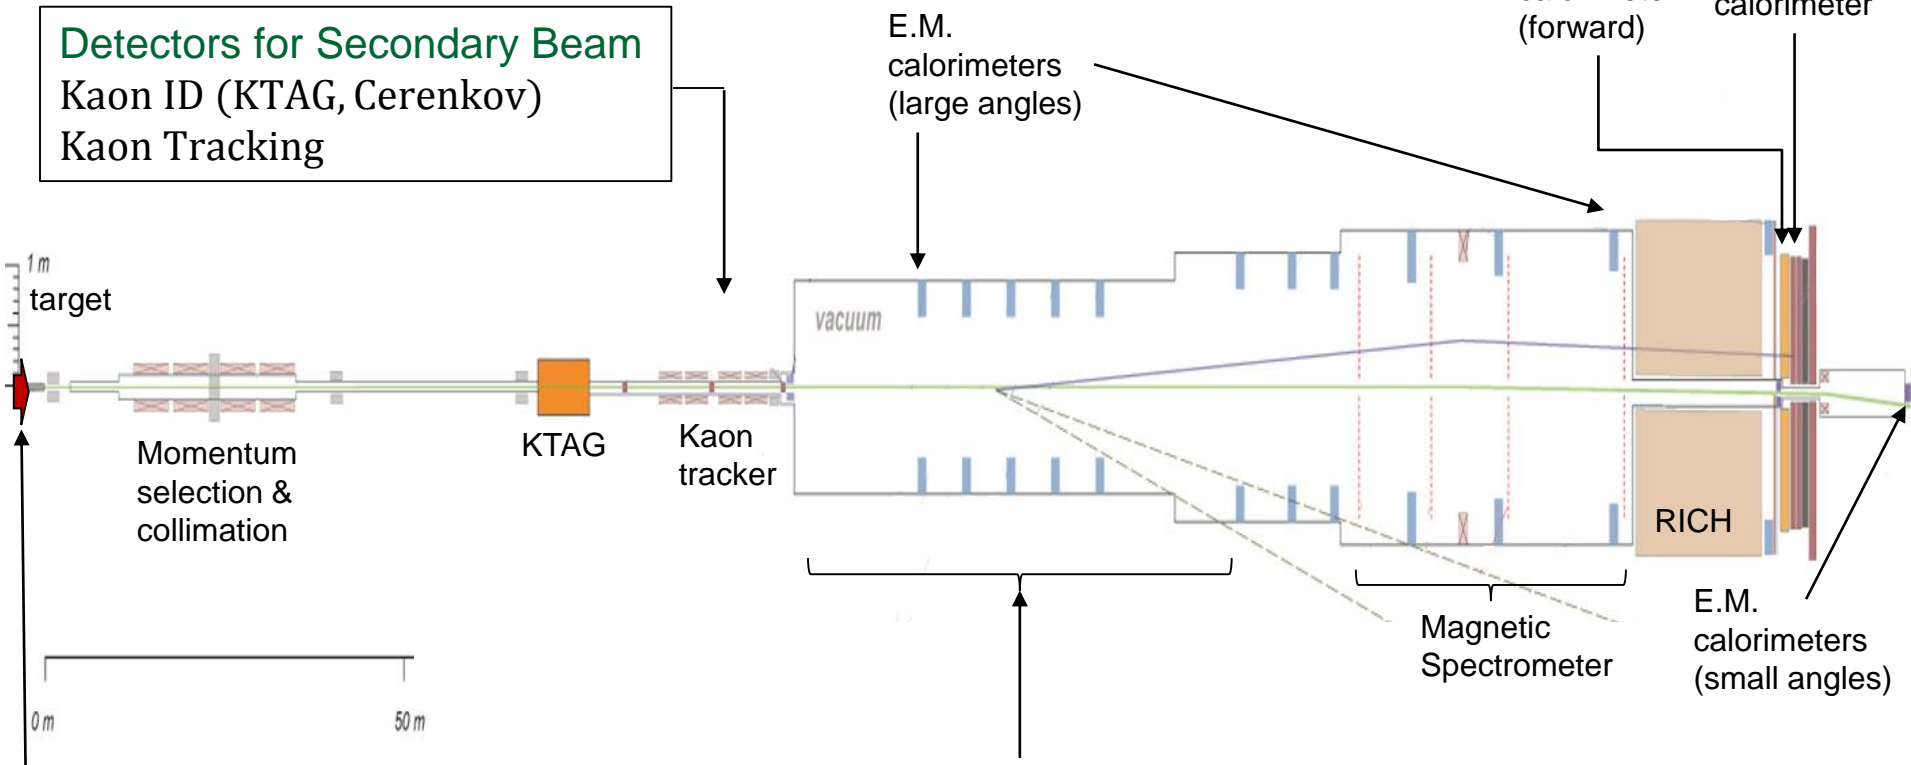 Detectors for Secondary Beam
Kaon ID (KTAG, Cerenkov)
Kaon Tracking
E.M.
calorimeters
(large angles)
(forward)
calorimeter
1 m
target
vacuum
Momentum
selection &
collimation
KTAG
Kaon
tracker
RICH
Magnetic
Spectrometer
E.M.
calorimeters
(small angles)
0 m
50 m